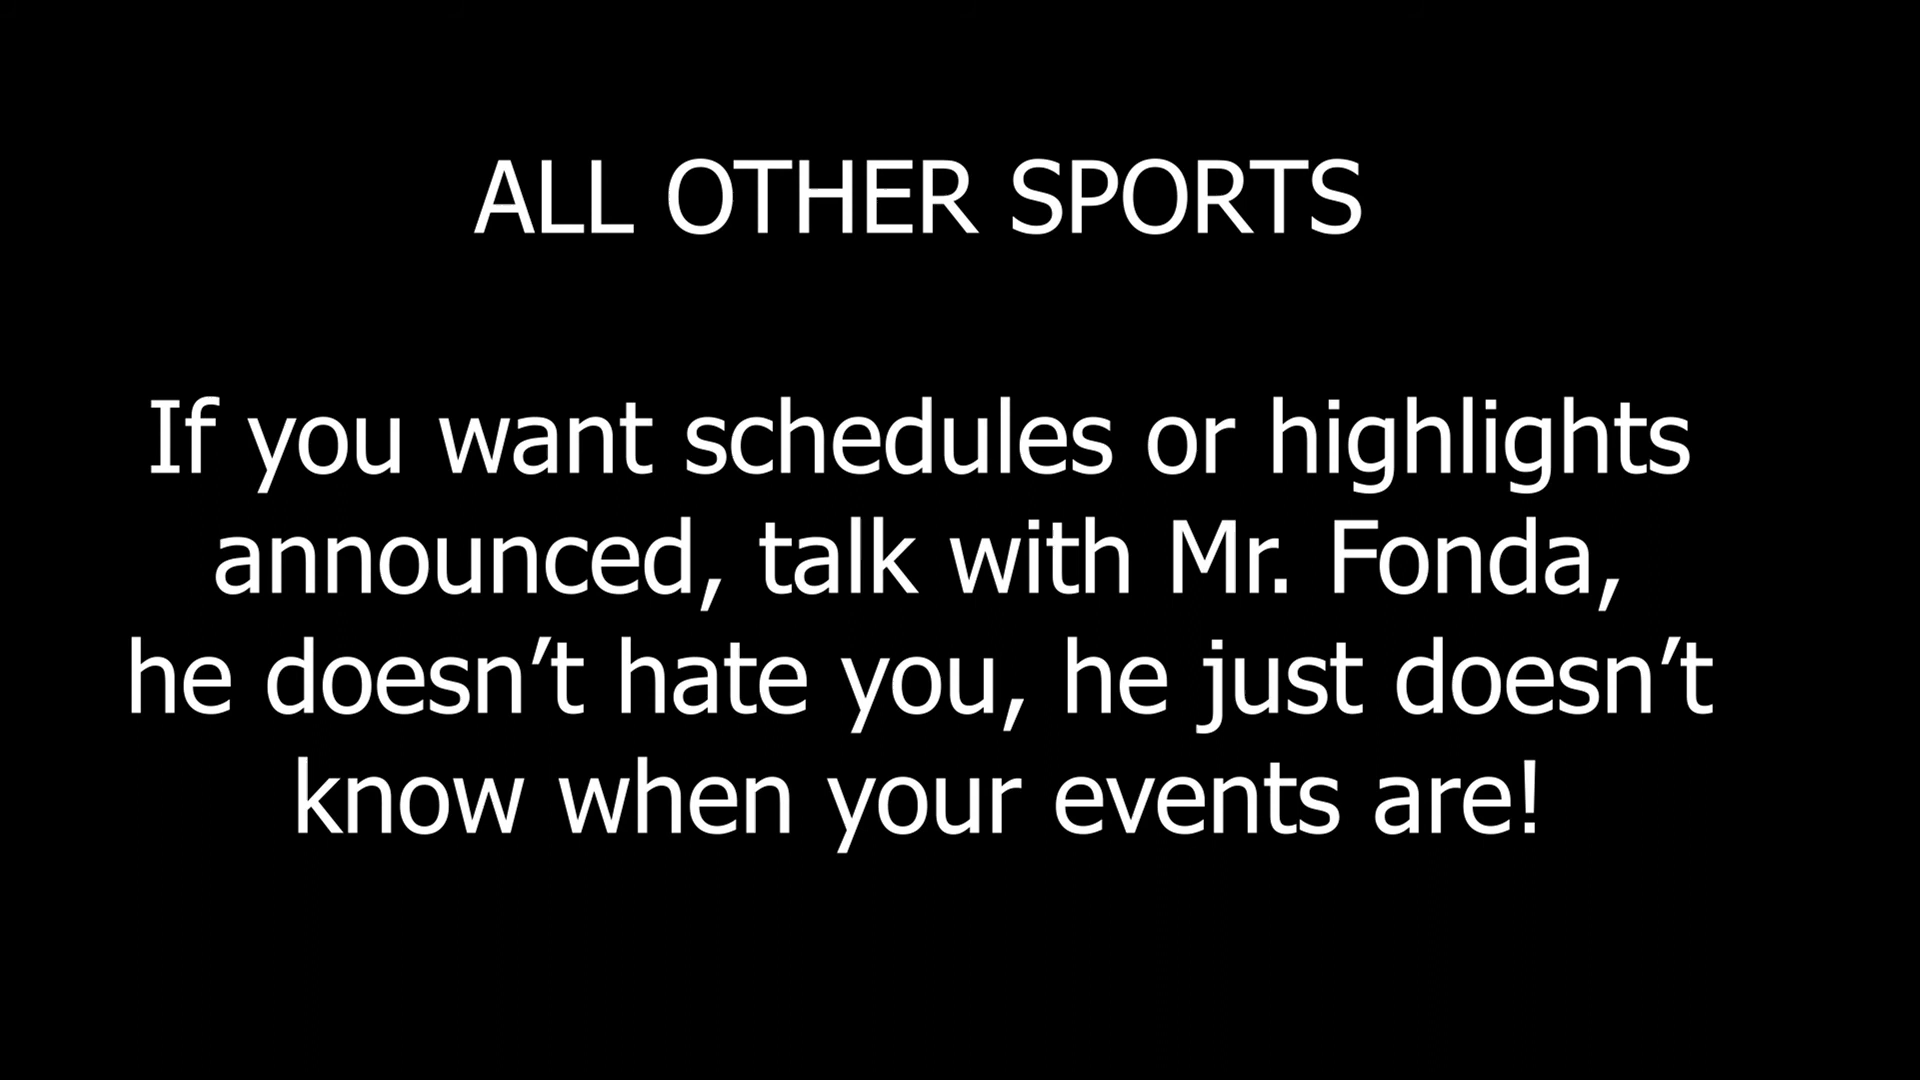 ALL OTHER SPORTS
If you want schedules or highlights
announced, talk with Mr. Fonda,
he doesn’t hate you, he just doesn’t
know when your events are!